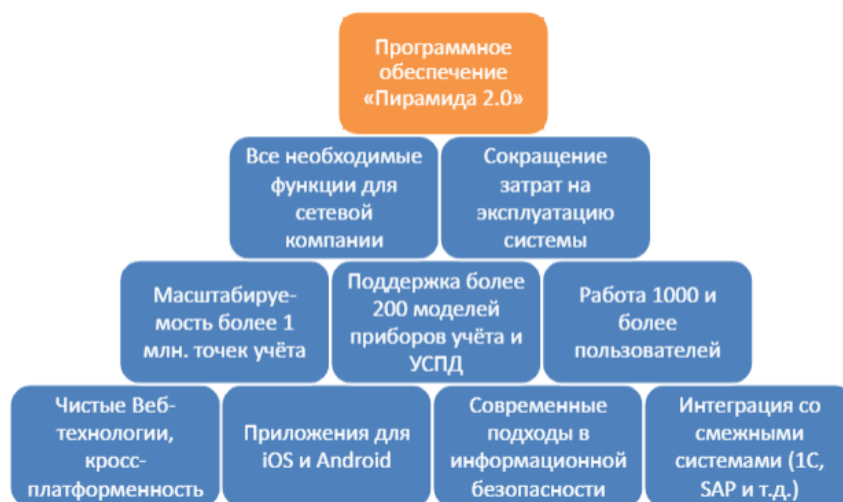 Программное
обеспечение
«Пирамида 2.0»
Все необходимые
функции для
сетевой
компании
Сокращение
затрат на
эксплуатацию
системы
Масштабируе-
мость более 1
млн. точек учёта
Поддержка более
200 моделей
приборов учёта и
УСПД
Работа 1000 и
более
пользователей
Чистые Веб-
технологии,
кросс-
платформенность
Приложения для
iOS и Android
Современные
подходы в
информационной
безопасности
Интеграция со
смежными
системами (1С,
SAP и т.д.)